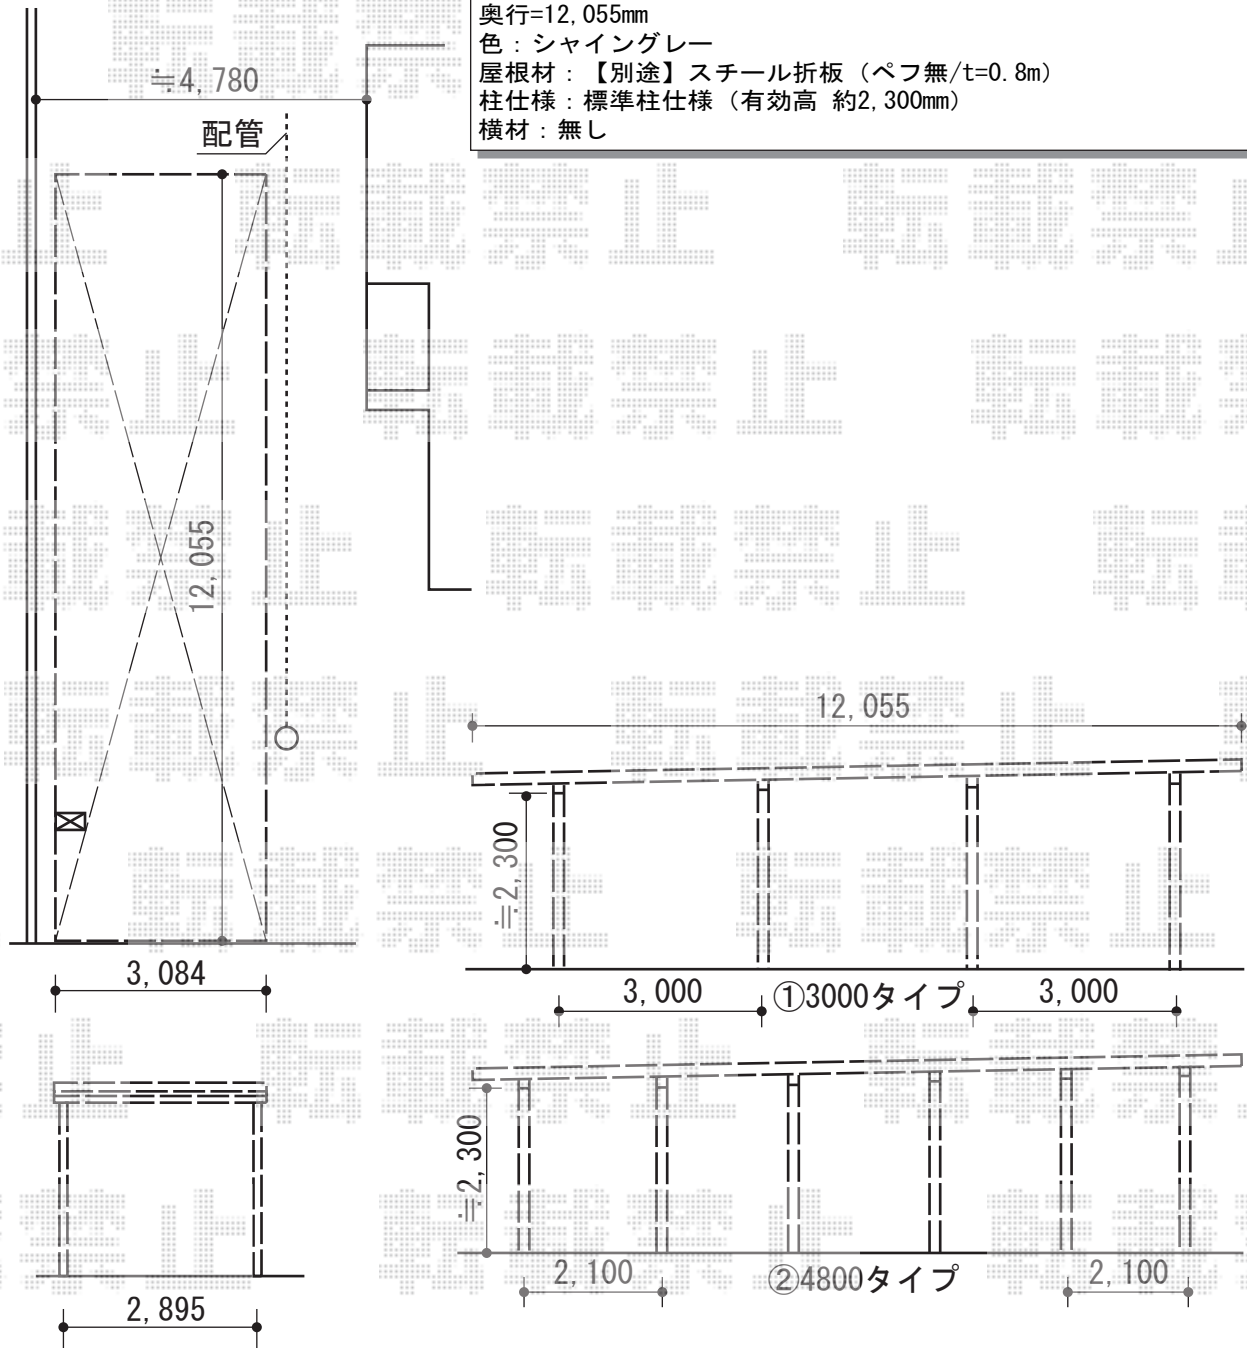 奥行=12,055mm
色：シャイングレー
屋根材：【別途】スチール折板（ペフ無/t=0.8m）
柱仕様：標準柱仕様（有効高 約2,300mm）
横材：無し
≒4,780
配管
12,055
3,084
12,055
≒2,300
3,000
①3000タイプ
3,000
≒2,300
2,100
②4800タイプ
2,100
2,895
転載禁止